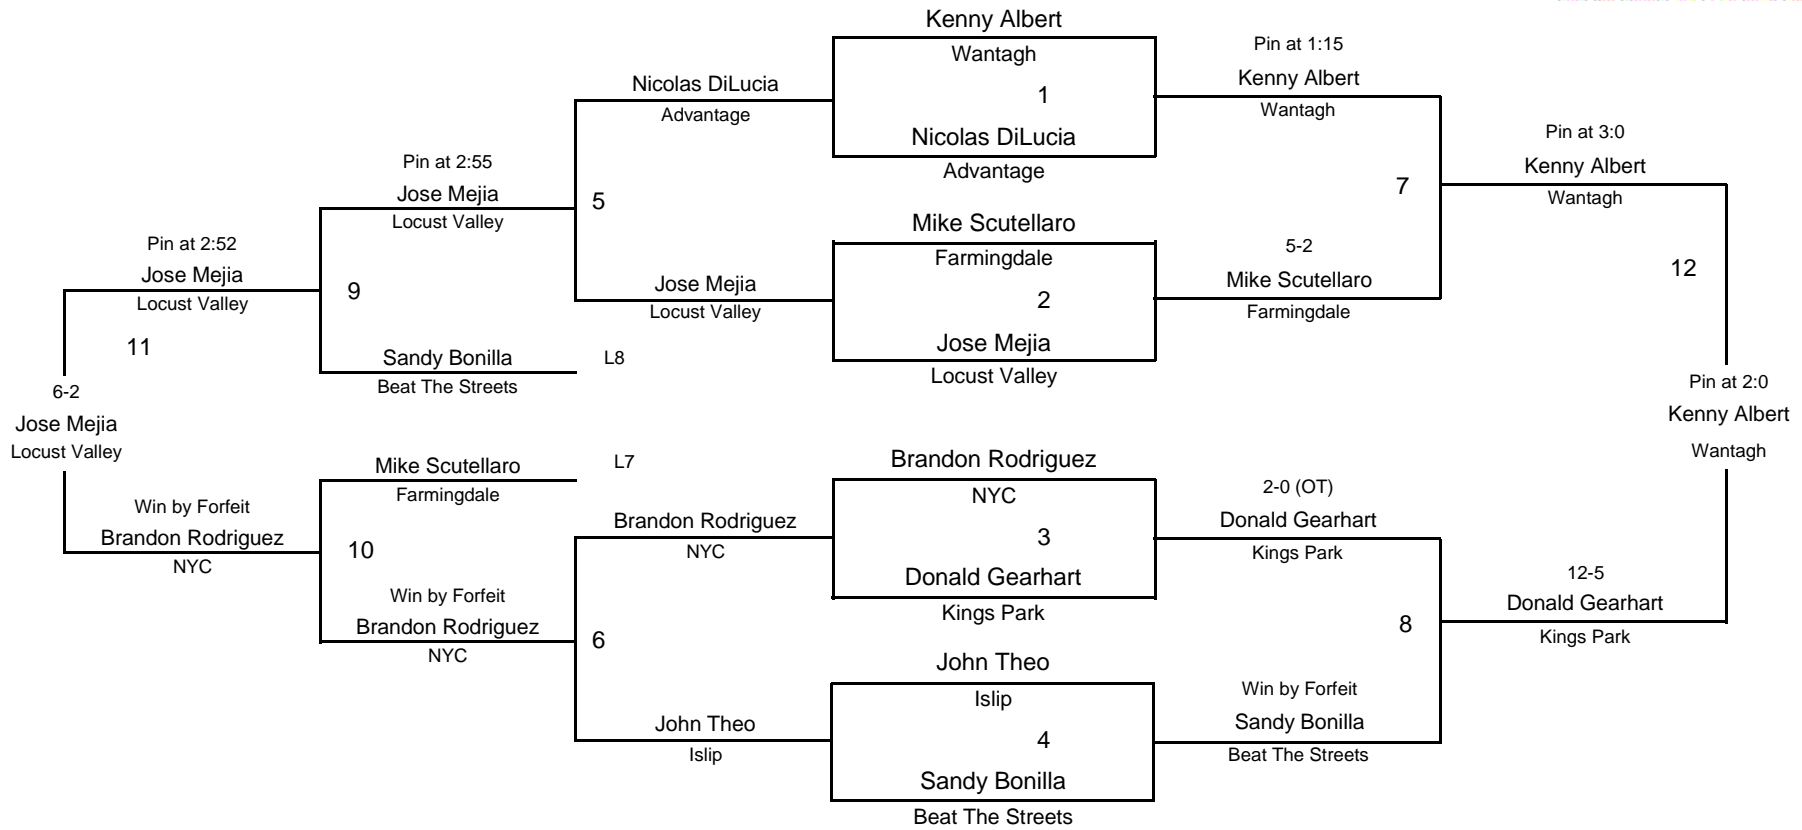 Kenny Albert
Wantagh
1
Nicolas DiLucia
Advantage
Mike Scutellaro
Farmingdale
2
Jose Mejia
Locust Valley
Brandon Rodriguez
NYC
3
Donald Gearhart
Kings Park
John Theo
Islip
4
Sandy Bonilla
Beat The Streets
Pin at 1:15
Kenny Albert
Wantagh
7
5-2
Mike Scutellaro
Farmingdale
2-0 (OT)
Donald Gearhart
Kings Park
8
Win by Forfeit
Sandy Bonilla
Beat The Streets
Pin at 3:0
Kenny Albert
Wantagh
12
12-5
Donald Gearhart
Kings Park
Pin at 2:0
Kenny Albert
Wantagh
Nicolas DiLucia
Advantage
5
Jose Mejia
Locust Valley
L8
L7
Brandon Rodriguez
NYC
6
John Theo
Islip
Pin at 2:55
Jose Mejia
Locust Valley
9
Sandy Bonilla
Beat The Streets
Mike Scutellaro
Farmingdale
10
Win by Forfeit
Brandon Rodriguez
NYC
Pin at 2:52
Jose Mejia
Locust Valley
11
Win by Forfeit
Brandon Rodriguez
NYC
6-2
Jose Mejia
Locust Valley